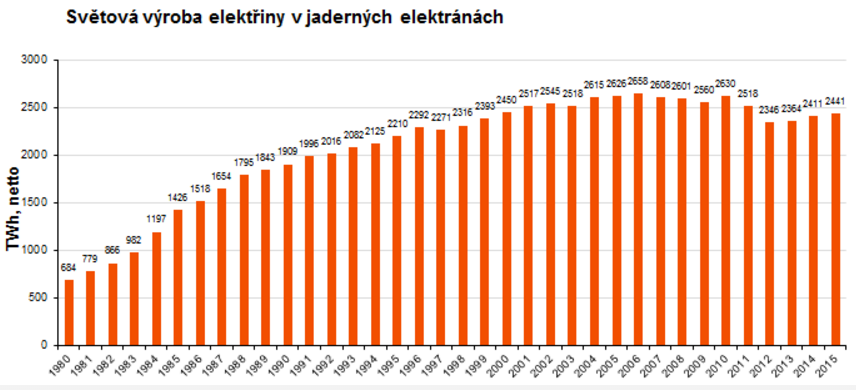 Světová výroba elektřiny v jaderných elektránách
TWh, netto
3000
2500
2000
1500
1000
500
0
684 779 866 982 1197 1426 1518 1654 1795 1843 1909 1996 2016 2082 2125 2210 2292 2271 2316 2393 2450 2517 2545 2518 2615 2626 2658 2608 2601 2560 2630 2518 2346 2364 2411 2441
1980 1981 1982 1983 1984 1985 1986 1987 1988 1989 1990 1991 1992 1993 1994 1995 1996 1997 1998 1999 2000 2001 2002 2003 2004 2005 2006 2007 2008 2009 2010 2011 2012 2013 2014 2015